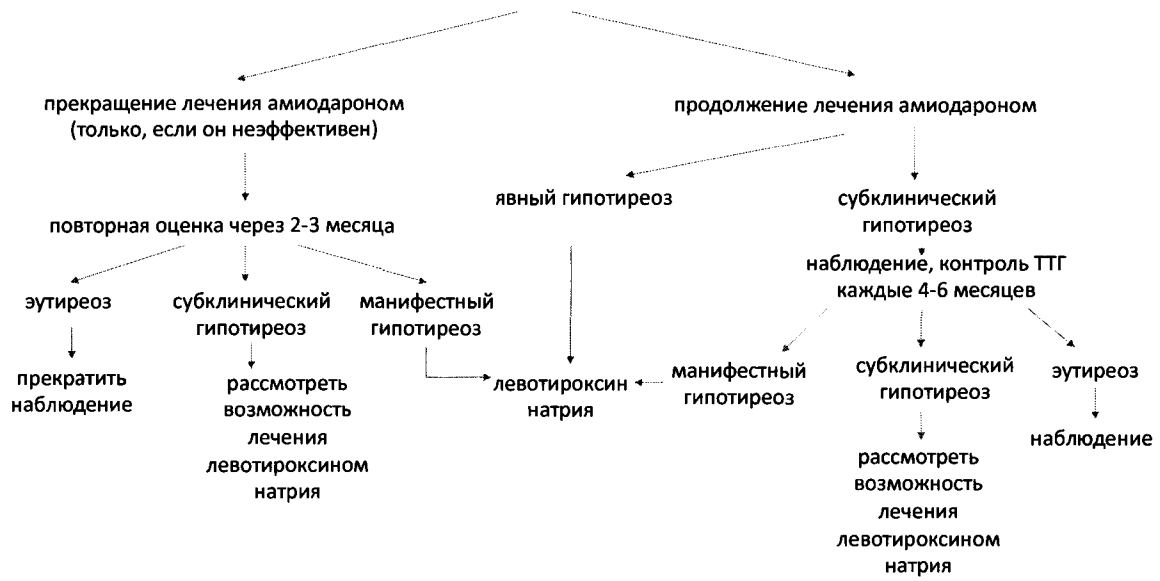 прекращение лечения амиодароном
(только, если он неэффективен)
продолжение лечения амиодароном
повторная оценка через 2-3 месяца
явный гипотиреоз
субклинический
гипотиреоз
наблюдение, контроль ТТГ
каждые 4-6 месяцев
эутиреоз
субклинический
гипотиреоз
манифестный
гипотиреоз
прекратить
наблюдение
рассмотреть
возможность
лечения
левотироксином
натрия
левотироксин
натрия
манифестный
гипотиреоз
субклинический
гипотиреоз
эутиреоз
наблюдение
рассмотреть
возможность
лечения
левотироксином
натрия